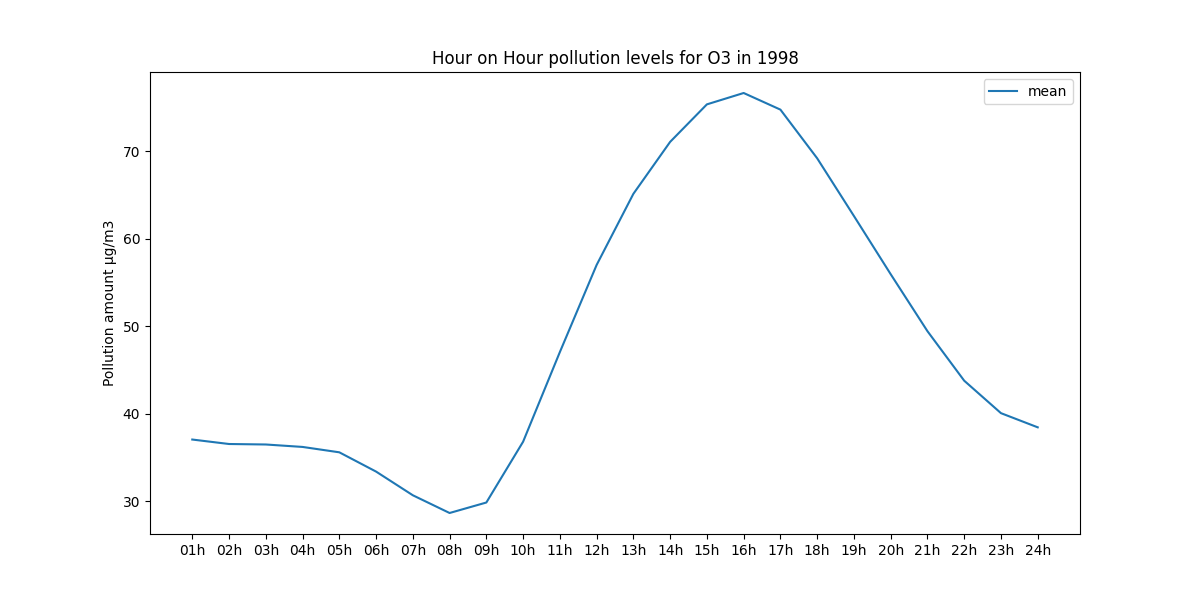 Hour on Hour pollution levels for O3 in 1998
mean
Pollution amount µg/m3
70
60
50
40
30
01h 02h 03h 04h 05h 06h 07h 08h 09h 10h 11h 12h 13h 14h 15h 16h 17h 18h 19h 20h 21h 22h 23h 24h